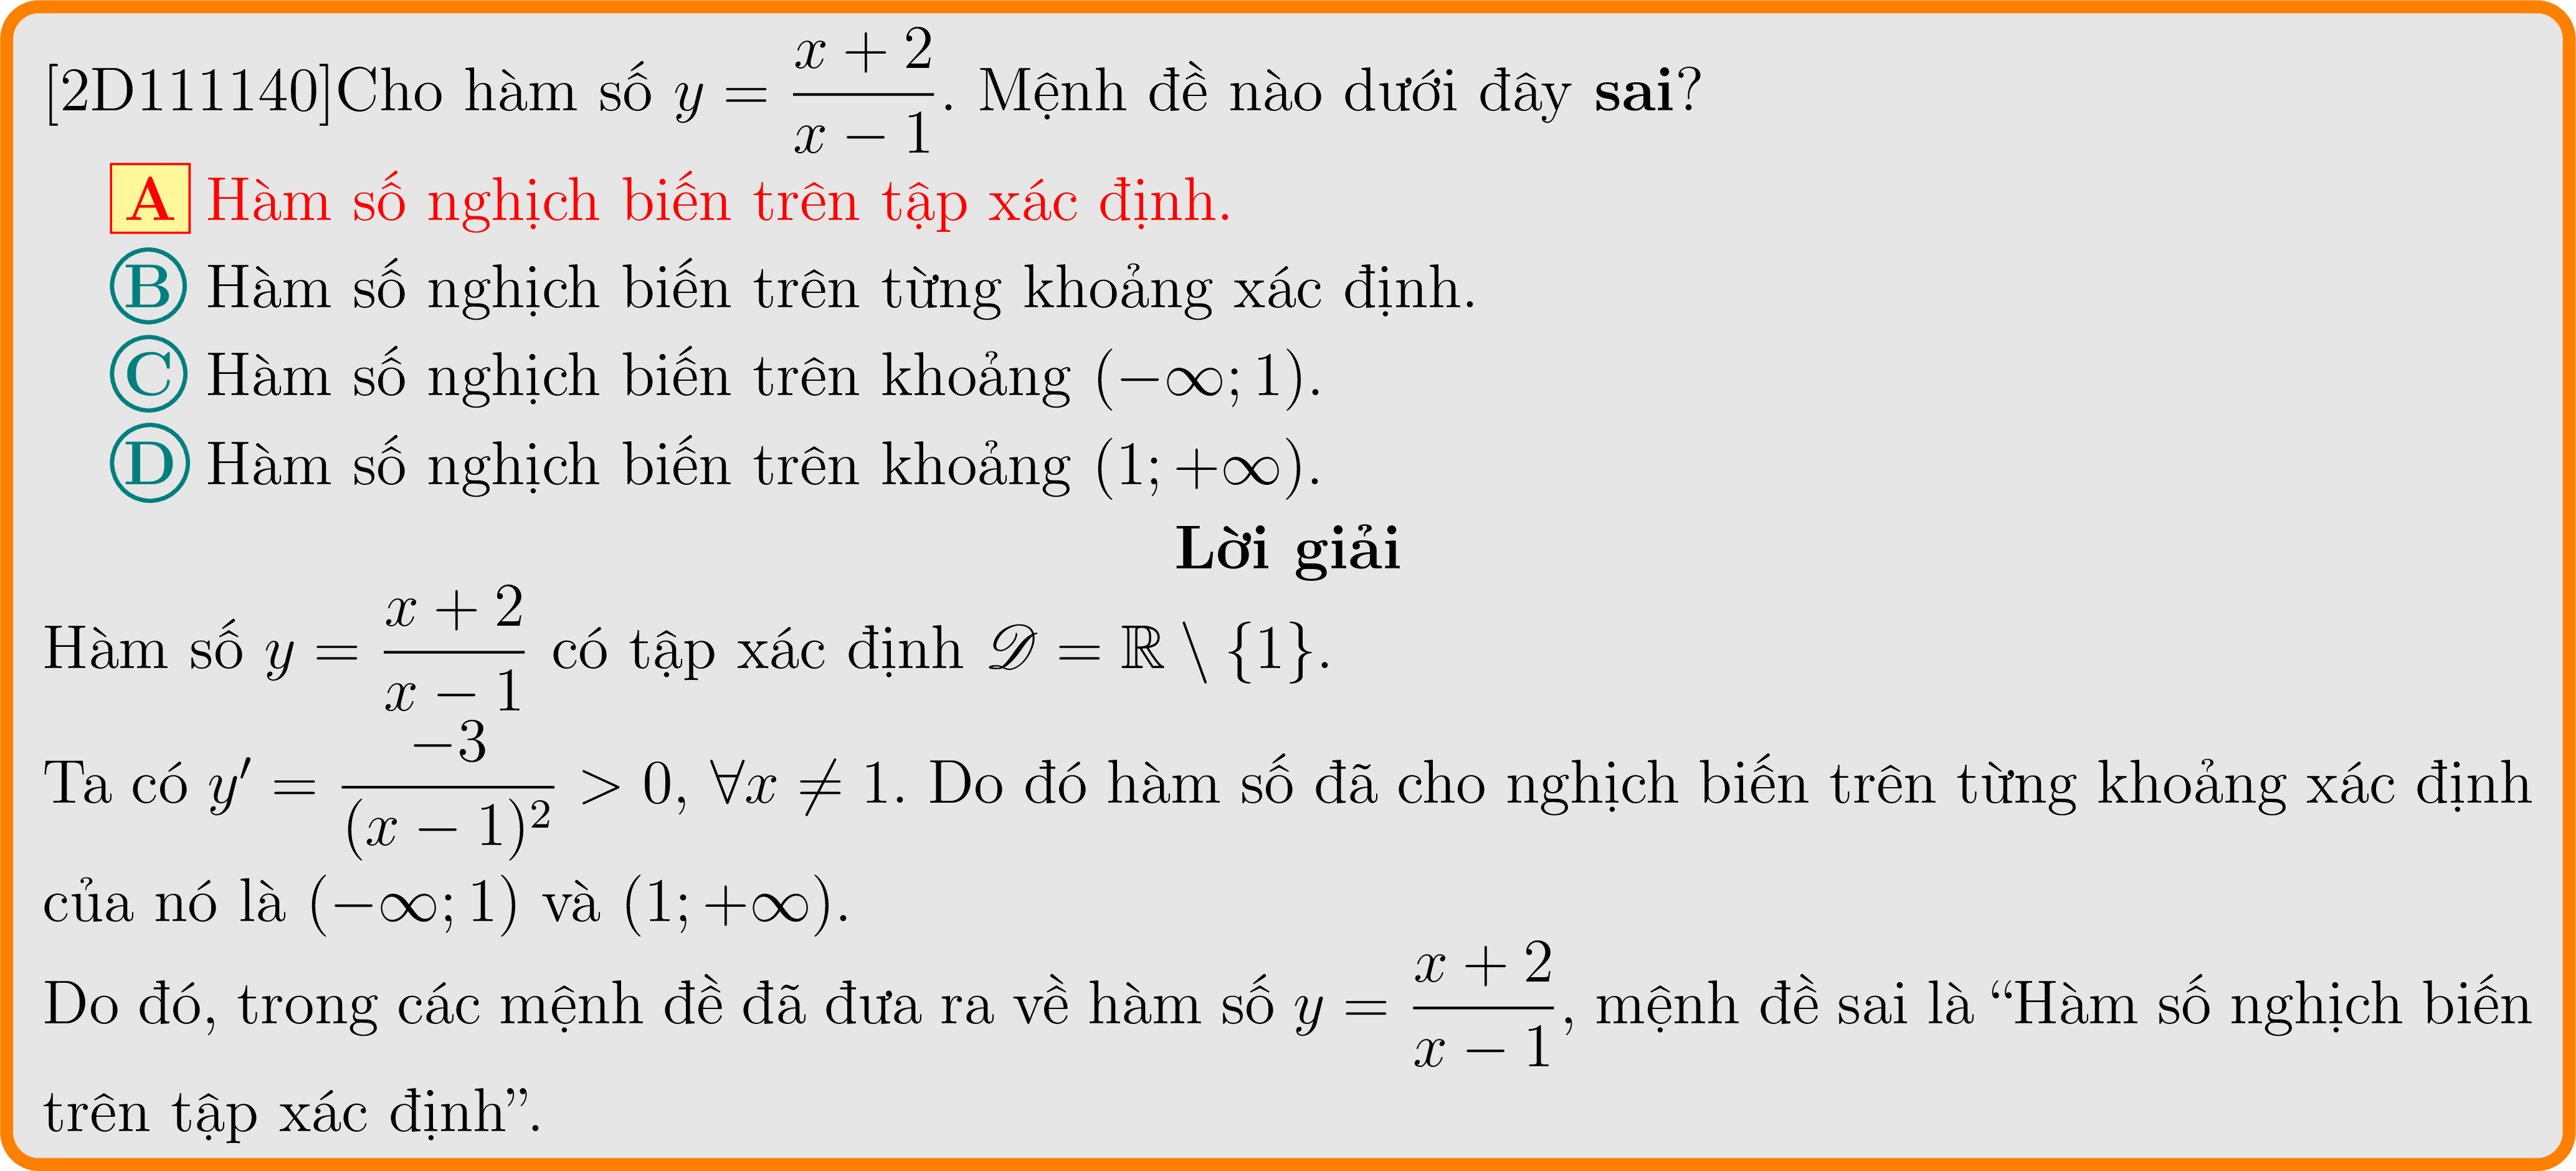 [2D111140]Cho hàm số $y = \dfrac{x+2}{x-1}$. Mệnh đề nào dưới đây sai?
A Hàm số nghịch biến trên tập xác định.
B Hàm số nghịch biến trên từng khoảng xác định.
C Hàm số nghịch biến trên khoảng $(-\infty; 1)$.
D Hàm số nghịch biến trên khoảng $(1; +\infty)$.
Lời giải
Hàm số $y = \dfrac{x+2}{x-1}$ có tập xác định $\mathscr{D} = \mathbb{R} \setminus \{1\}$.
Ta có $y' = \dfrac{-3}{(x-1)^2} > 0, \forall x \neq 1$. Do đó hàm số đã cho nghịch biến trên từng khoảng xác định
của nó là $(-\infty; 1)$ và $(1; +\infty)$.
Do đó, trong các mệnh đề đã đưa ra về hàm số $y = \dfrac{x+2}{x-1}$, mệnh đề sai là “Hàm số nghịch biến
trên tập xác định”.